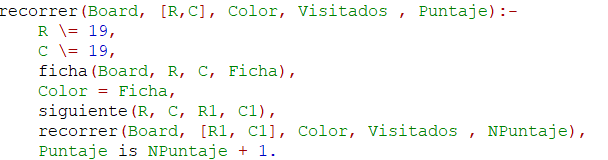 recorrer(Board, [R,C], Color, Visitados , Puntaje):-
R \= 19,
C \= 19,
ficha(Board, R, C, Ficha),
Color = Ficha,
siguiente(R, C, R1, C1),
recorrer(Board, [R1, C1], Color, Visitados , NPuntaje),
Puntaje is NPuntaje + 1.